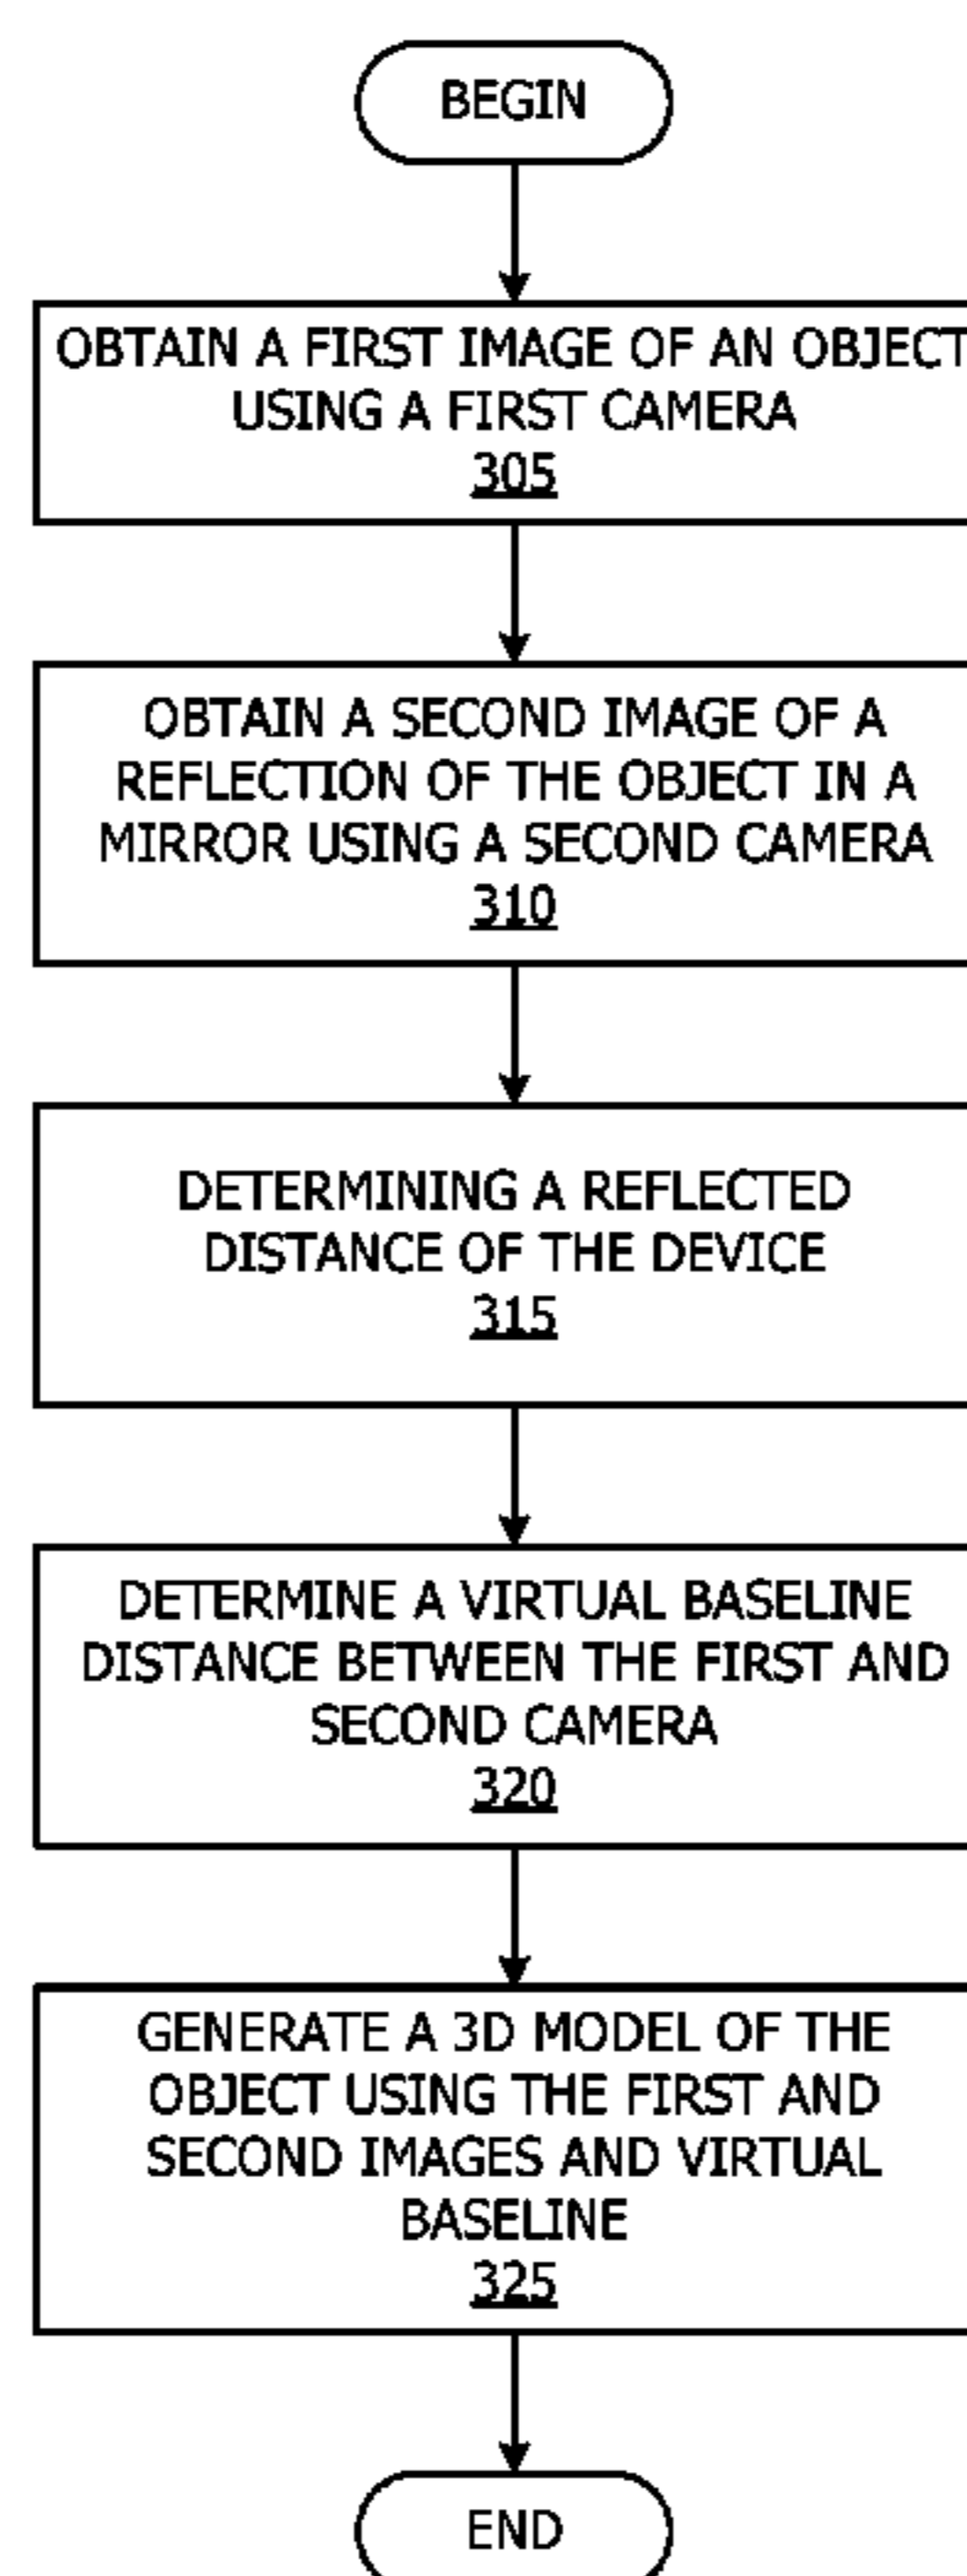 BEGIN
OBTAIN A FIRST IMAGE OF AN OBJECT
USING A FIRST CAMERA
305
OBTAIN A SECOND IMAGE OF A
REFLECTION OF THE OBJECT IN A
MIRROR USING A SECOND CAMERA
310
DETERMINING A REFLECTED
DISTANCE OF THE DEVICE
315
DETERMINE A VIRTUAL BASELINE
DISTANCE BETWEEN THE FIRST AND
SECOND CAMERA
320
GENERATE A 3D MODEL OF THE
OBJECT USING THE FIRST AND
SECOND IMAGES AND VIRTUAL
BASELINE
325
END